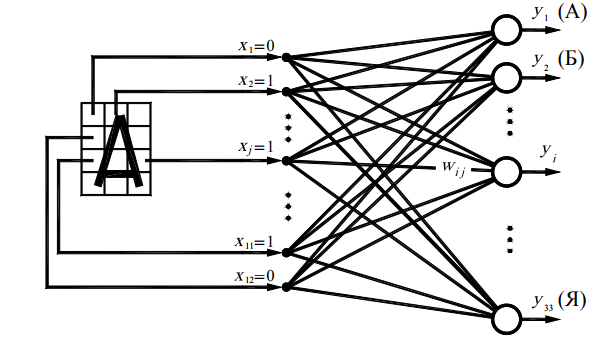 x₁=0
x₂=1
xⱼ=1
x₁₁=1
x₁₂=0
А
wᵢⱼ
y₁ (А)
y₂ (Б)
yᵢ
y₃₃ (Я)